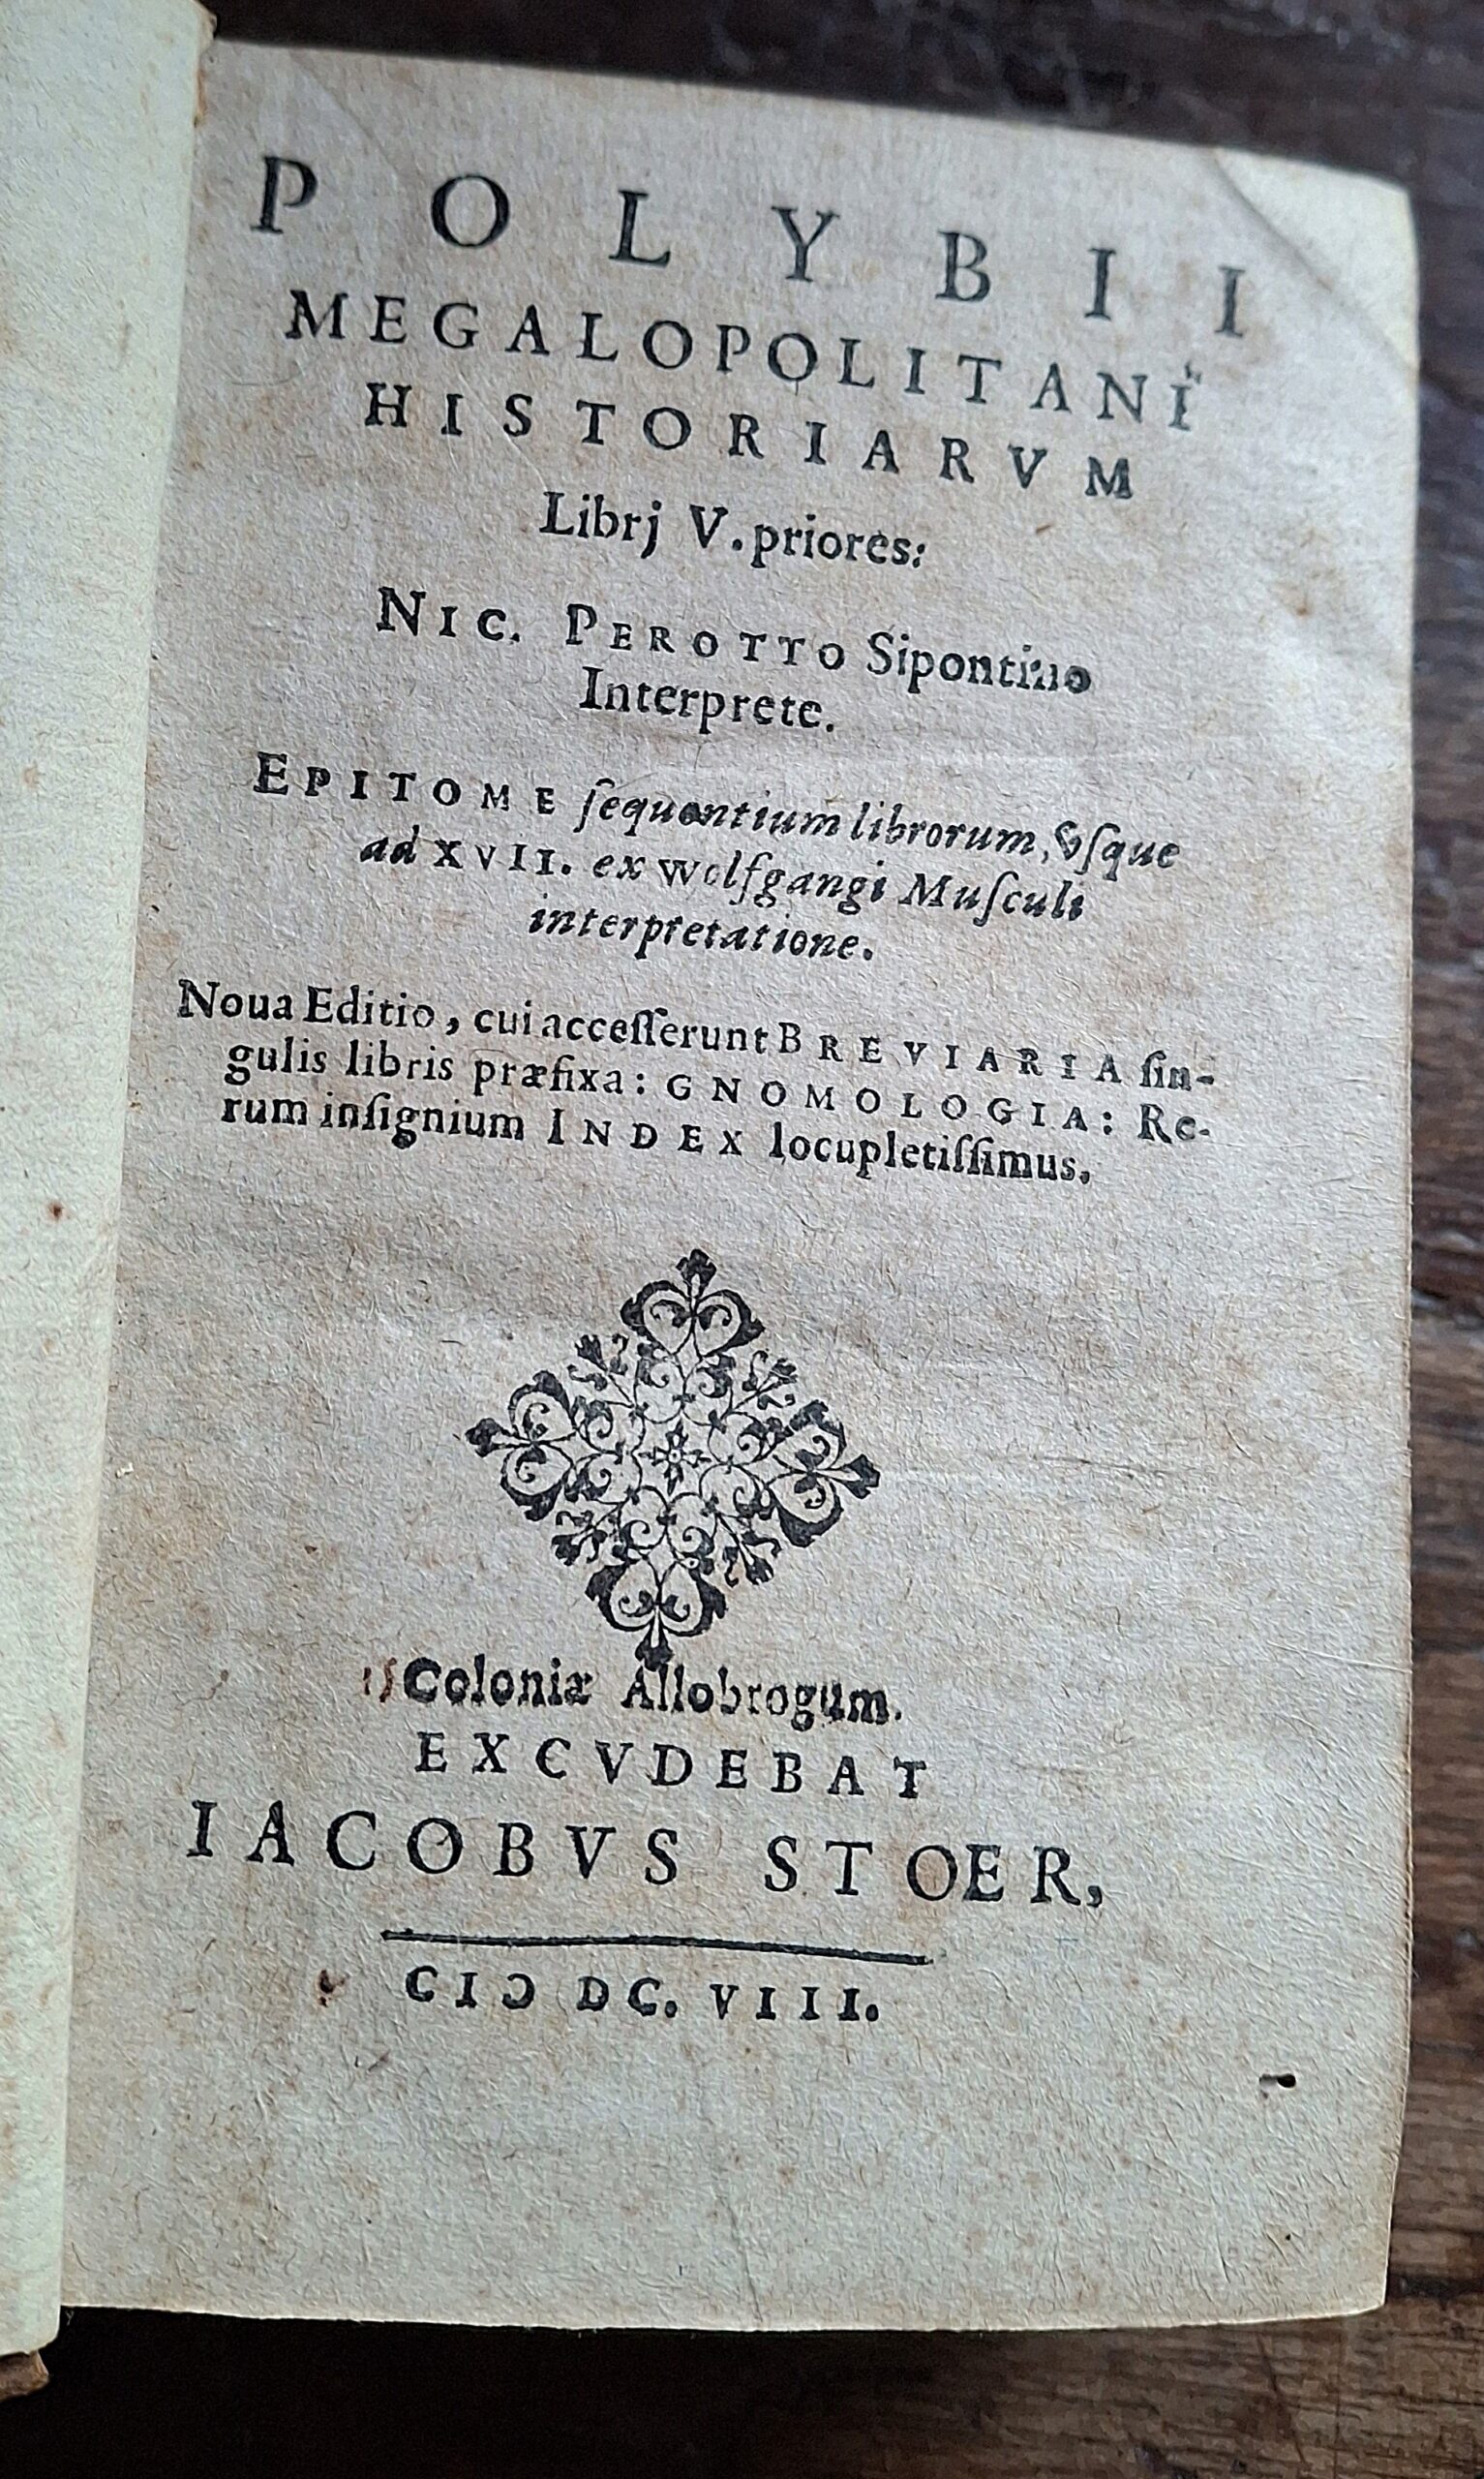 POLYBII
MEGALOPOLITANI
HISTORIARVM
Librj V. priores:
NIC. PEROTTO Sipontino
Interprete.
EPITOME ſequentium librorum, vſque
ad XVII. ex Wolfgangi Muſculi
interpretatione.
Noua Editio, cui acceſſerunt BREVIARIA ſin-
gulis libris præfixa: GNOMOLOGIA: Re-
rum inſignium INDEX locupletiſſimus.
Coloniæ Allobrogum.
EXCVDEBAT
IACOBVS STOER,
CIↃ DC. VIII.